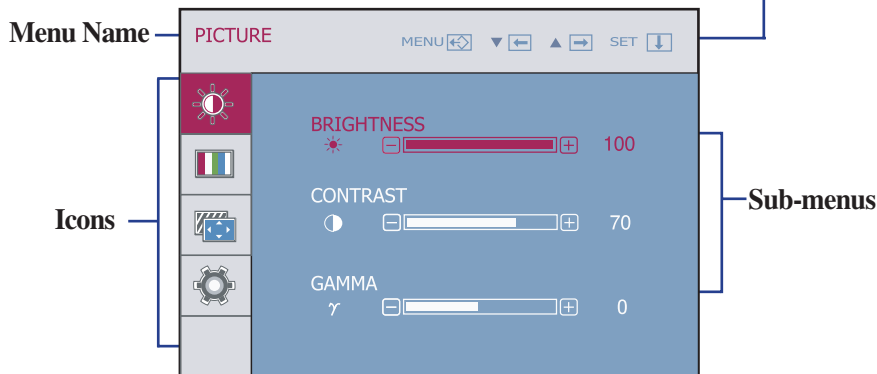 Menu Name
PICTURE
MENU ▼ ▲ SET
BRIGHTNESS
100
CONTRAST
70
GAMMA
γ 0
Icons
Sub-menus